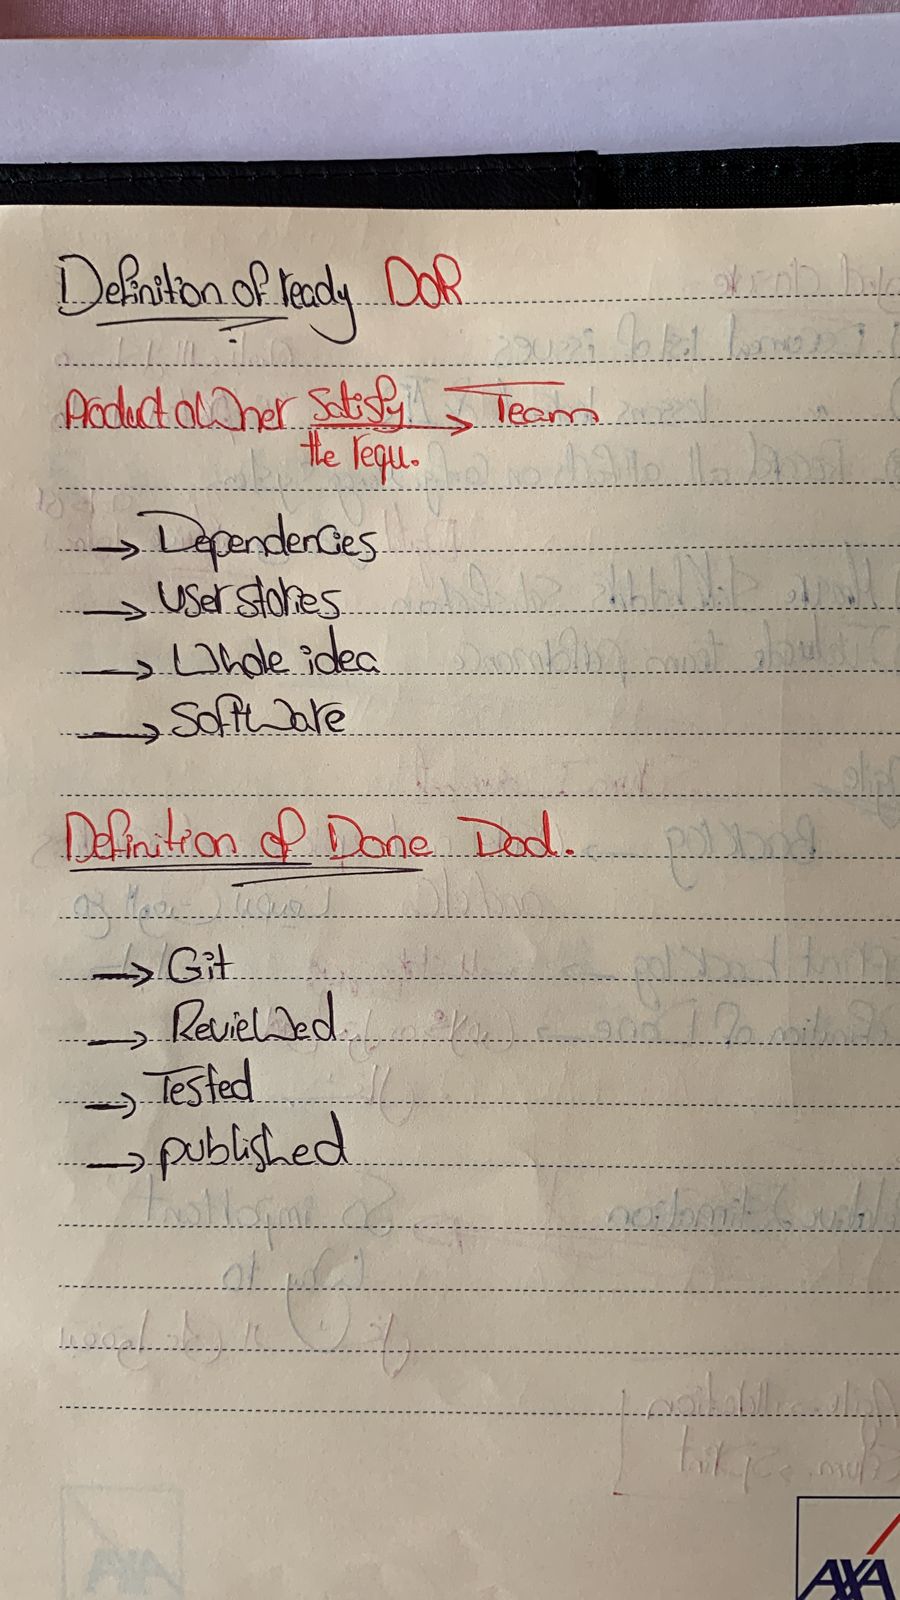 Definition of ready DOR
Product owner satisfy → Team
the requ.
→ Dependencies
→ User stories
→ Whole idea
→ Software
Definition of Done Dod.
→ Git
→ Reviewed
→ Tested
→ published
AXA